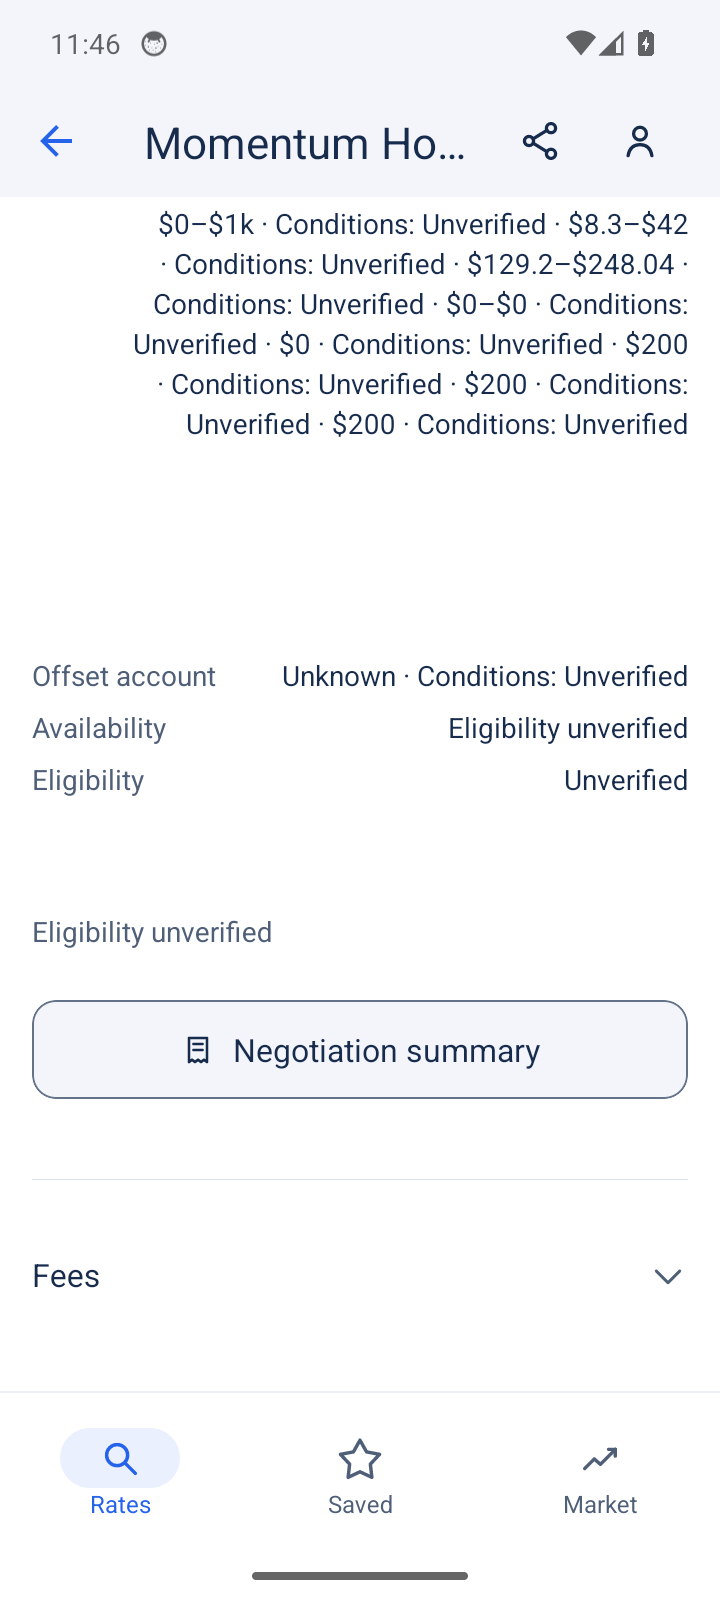 11:46
Momentum Ho...
$0–$1k · Conditions: Unverified · $8.3–$42
· Conditions: Unverified · $129.2–$248.04 ·
Conditions: Unverified · $0–$0 · Conditions:
Unverified · $0 · Conditions: Unverified · $200
· Conditions: Unverified · $200 · Conditions:
Unverified · $200 · Conditions: Unverified
Offset account Unknown · Conditions: Unverified
Availability Eligibility unverified
Eligibility Unverified
Eligibility unverified
Negotiation summary
Fees
Rates Saved Market